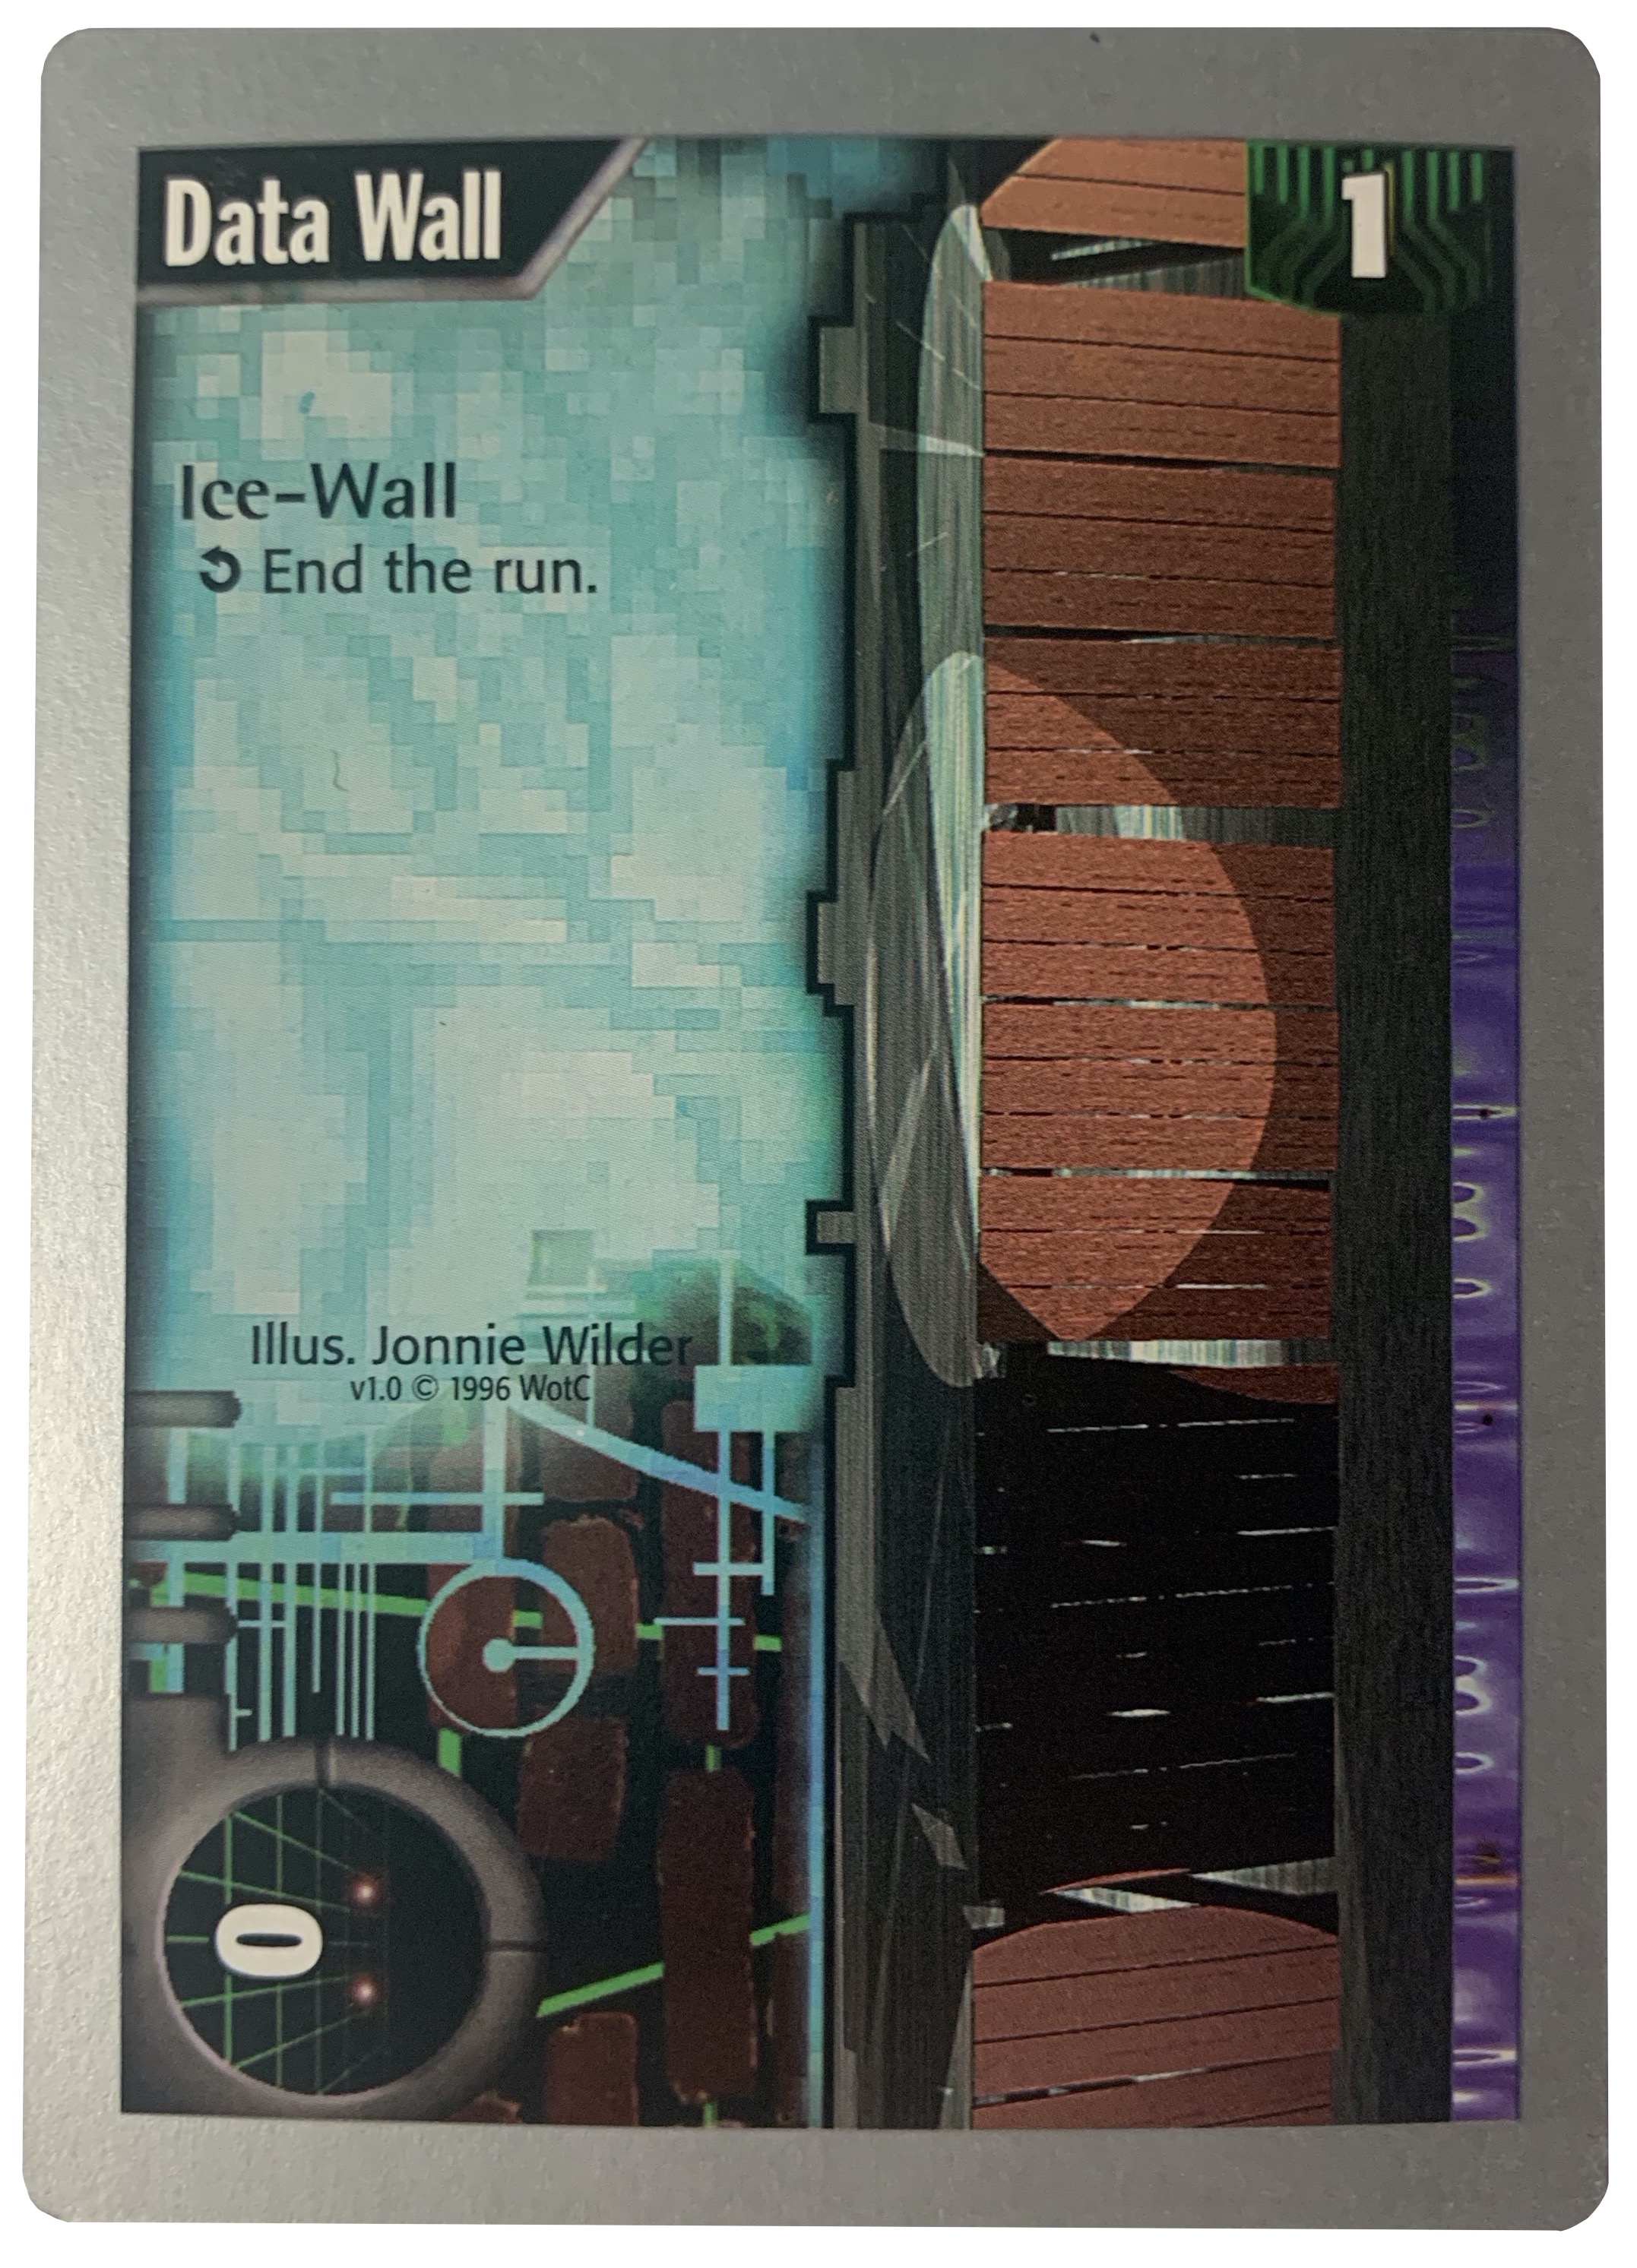 Data Wall
1
Ice-Wall
End the run.
Illus. Jonnie Wilder
v1.0 © 1996 WotC
0